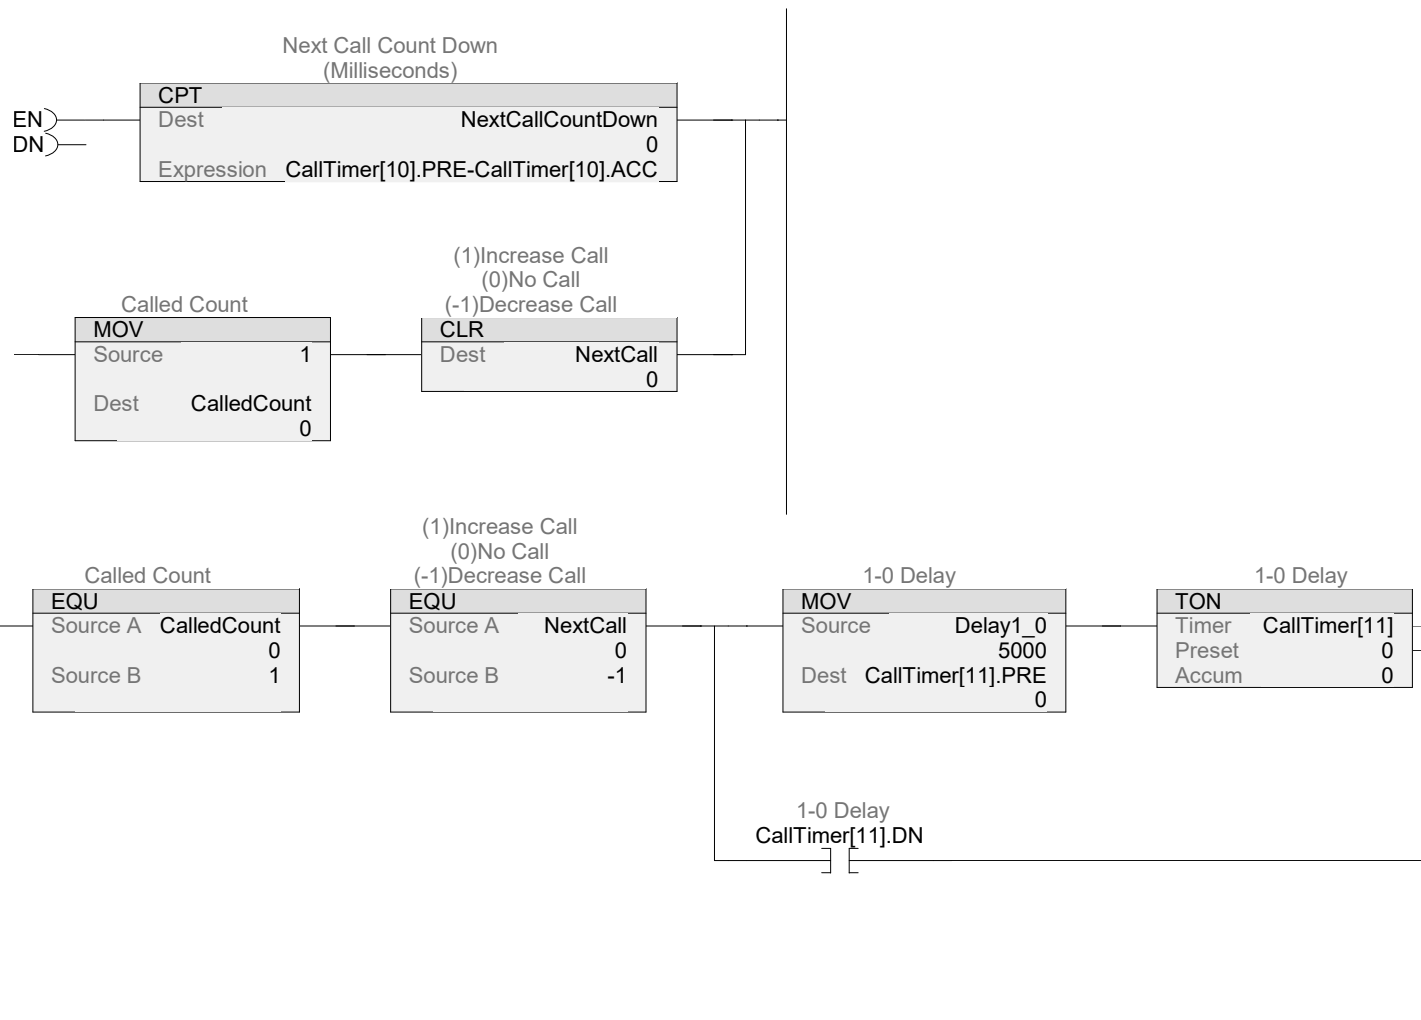 Next Call Count Down
(Milliseconds)
CPT
EN
Dest NextCallCountDown
DN
0
Expression CallTimer[10].PRE-CallTimer[10].ACC
(1)Increase Call
(0)No Call
(-1)Decrease Call
Called Count
MOV
Source 1
Dest CalledCount
0
CLR
Dest NextCall
0
Called Count
EQU
Source A CalledCount
0
Source B 1
(1)Increase Call
(0)No Call
(-1)Decrease Call
EQU
Source A NextCall
0
Source B -1
1-0 Delay
MOV
Source Delay1_0
5000
Dest CallTimer[11].PRE
0
1-0 Delay
TON
Timer CallTimer[11]
Preset 0
Accum 0
1-0 Delay
CallTimer[11].DN